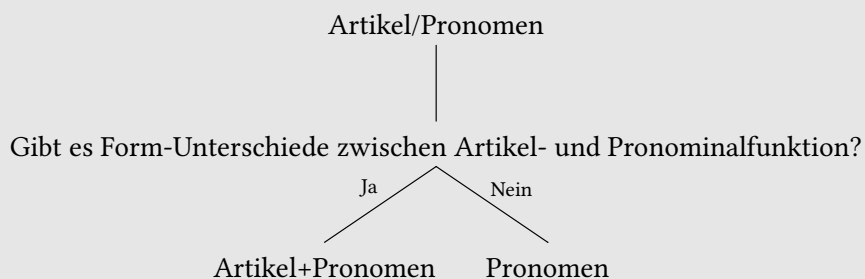 Artikel/Pronomen
Gibt es Form-Unterschiede zwischen Artikel- und Pronominalfunktion?
Ja Nein
Artikel+Pronomen Pronomen